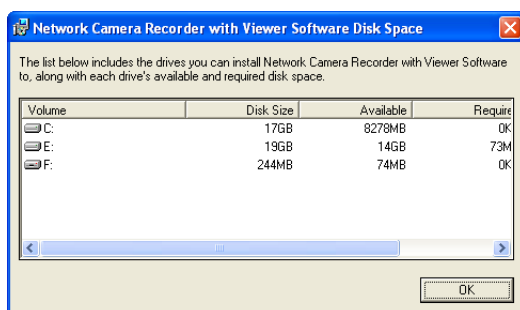 Network Camera Recorder with Viewer Software Disk Space
The list below includes the drives you can install Network Camera Recorder with Viewer Software
to, along with each drive's available and required disk space.
Volume Disk Size Available Require
C: 17GB 8278MB 0K
E: 19GB 14GB 73M
F: 244MB 74MB 0K
OK